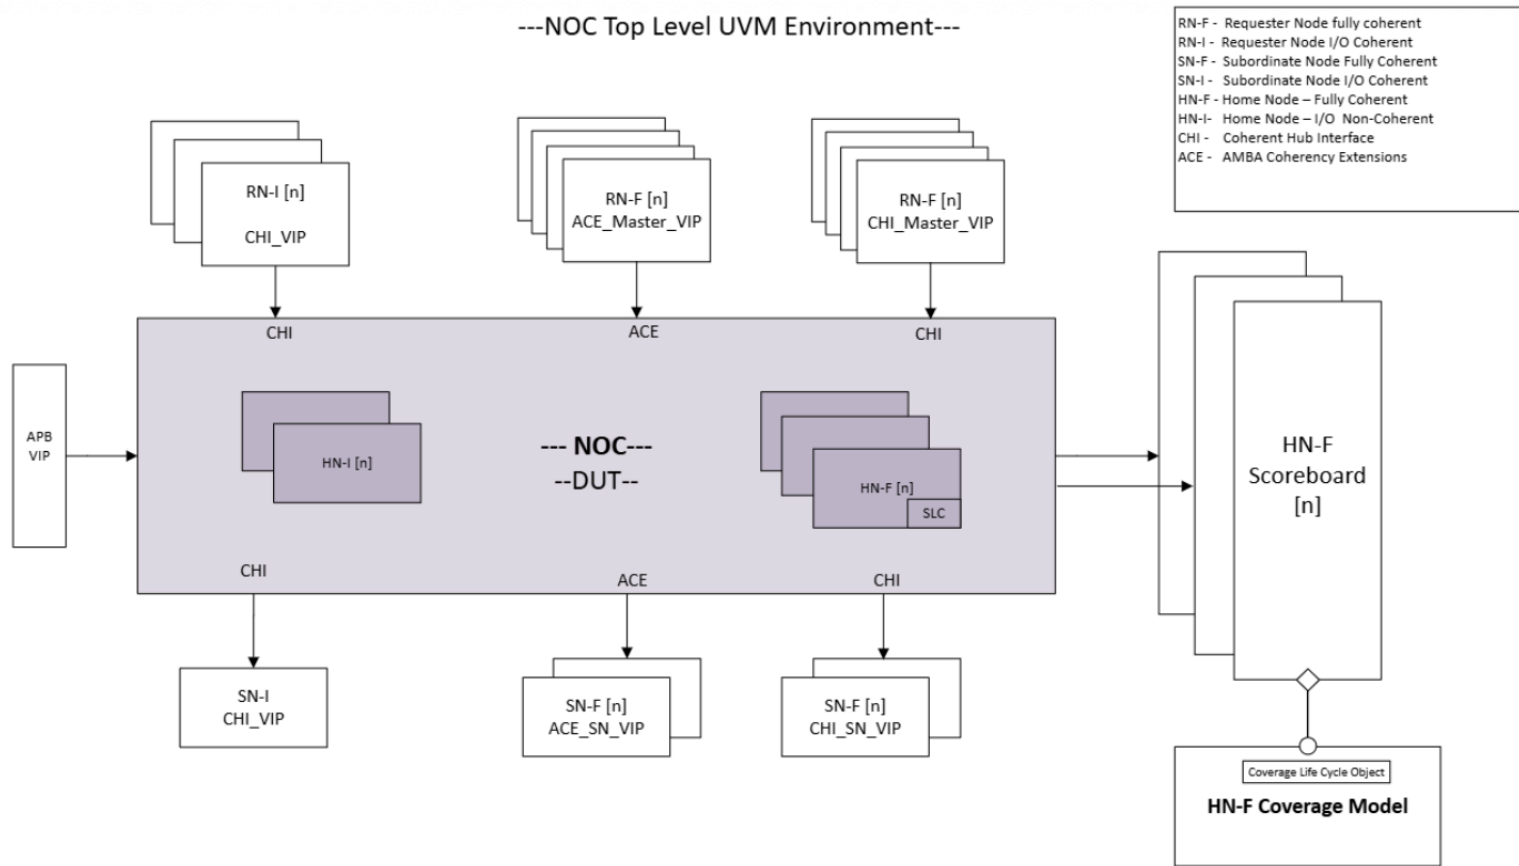 ---NOC Top Level UVM Environment---
RN-F - Requester Node fully coherent
RN-I - Requester Node I/O Coherent
SN-F - Subordinate Node Fully Coherent
SN-I - Subordinate Node I/O Coherent
HN-F - Home Node – Fully Coherent
HN-I- Home Node – I/O Non-Coherent
CHI - Coherent Hub Interface
ACE - AMBA Coherency Extensions
RN-I [n]
CHI_VIP
RN-F [n]
ACE_Master_VIP
RN-F [n]
CHI_Master_VIP
CHI
ACE
CHI
APB
VIP
HN-I [n]
--- NOC---
--DUT--
HN-F [n]
SLC
HN-F
Scoreboard
[n]
CHI
ACE
CHI
SN-I
CHI_VIP
SN-F [n]
ACE_SN_VIP
SN-F [n]
CHI_SN_VIP
Coverage Life Cycle Object
HN-F Coverage Model